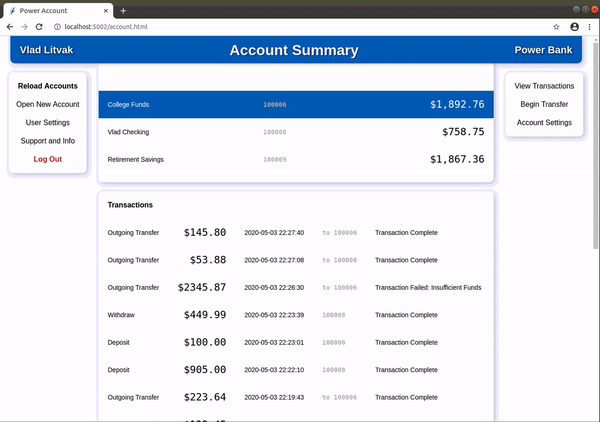 Power Account
localhost:5002/account.html
Vlad Litvak Account Summary Power Bank
Reload Accounts
Open New Account
User Settings
Support and Info
Log Out
College Funds 100006 $1,892.76
Vlad Checking 100008 $758.75
Retirement Savings 100009 $1,867.36
View Transactions
Begin Transfer
Account Settings
Transactions
Outgoing Transfer $145.80 2020-05-03 22:27:40 to 100006 Transaction Complete
Outgoing Transfer $53.88 2020-05-03 22:27:08 to 100006 Transaction Complete
Outgoing Transfer $2345.87 2020-05-03 22:26:30 to 100006 Transaction Failed: Insufficient Funds
Withdraw $449.99 2020-05-03 22:23:39 100008 Transaction Complete
Deposit $100.00 2020-05-03 22:23:01 100006 Transaction Complete
Deposit $905.00 2020-05-03 22:22:10 100008 Transaction Complete
Outgoing Transfer $223.64 2020-05-03 22:19:43 to 100006 Transaction Complete